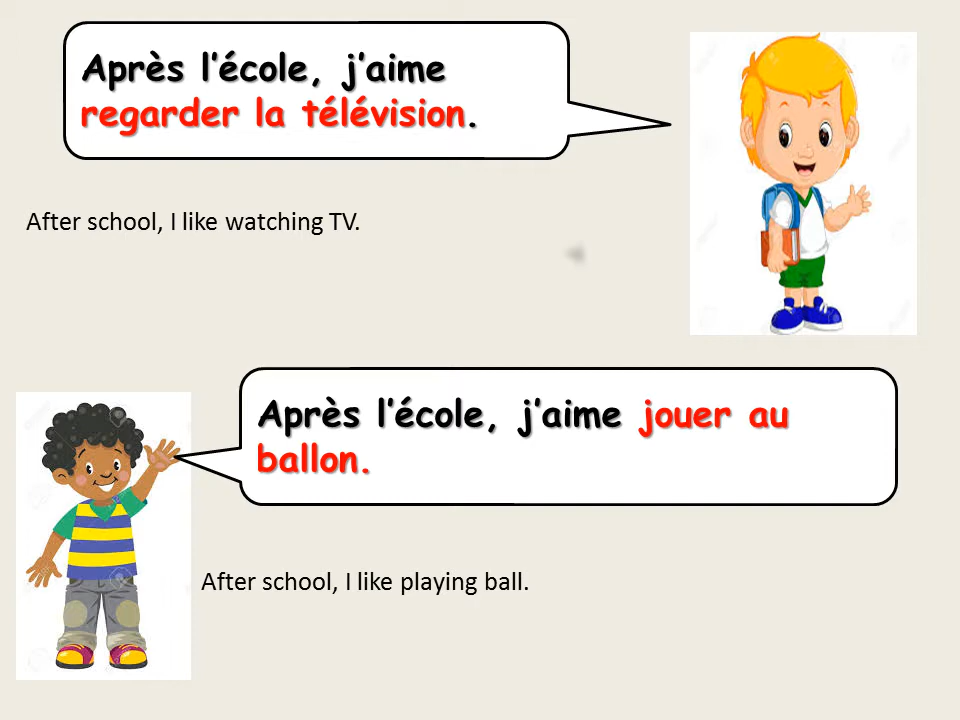 Après l’école, j’aime
regarder la télévision.
After school, I like watching TV.
Après l’école, j’aime jouer au
ballon.
After school, I like playing ball.